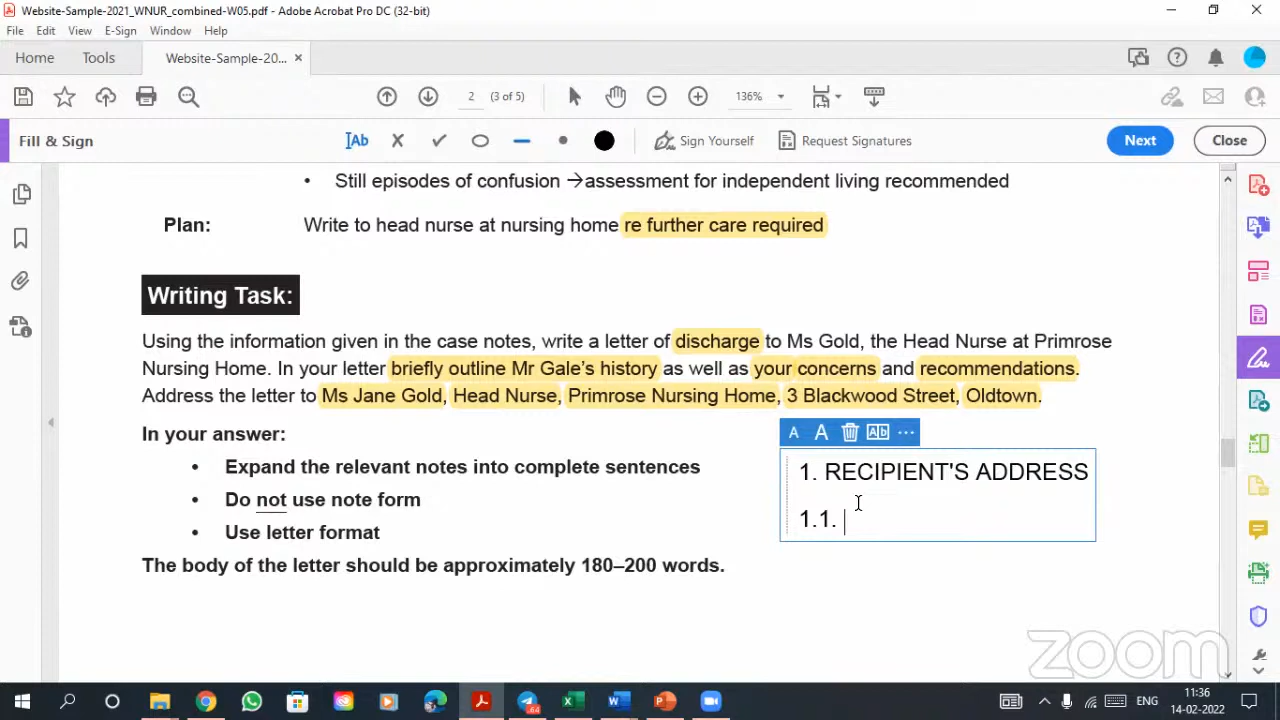 Website-Sample-2021_WNUR_combined-W05.pdf - Adobe Acrobat Pro DC (32-bit)
File Edit View E-Sign Window Help
Home Tools Website-Sample-20... ×
2 (3 of 5) 136%
Fill & Sign Ab Sign Yourself Request Signatures Next Close
• Still episodes of confusion →assessment for independent living recommended
Plan: Write to head nurse at nursing home re further care required
Writing Task:
Using the information given in the case notes, write a letter of discharge to Ms Gold, the Head Nurse at Primrose
Nursing Home. In your letter briefly outline Mr Gale's history as well as your concerns and recommendations.
Address the letter to Ms Jane Gold, Head Nurse, Primrose Nursing Home, 3 Blackwood Street, Oldtown.
In your answer:
A A Ab ...
• Expand the relevant notes into complete sentences
1. RECIPIENT'S ADDRESS
• Do not use note form
1.1.
• Use letter format
The body of the letter should be approximately 180–200 words.
zoom
64
ENG
11:36
14-02-2022